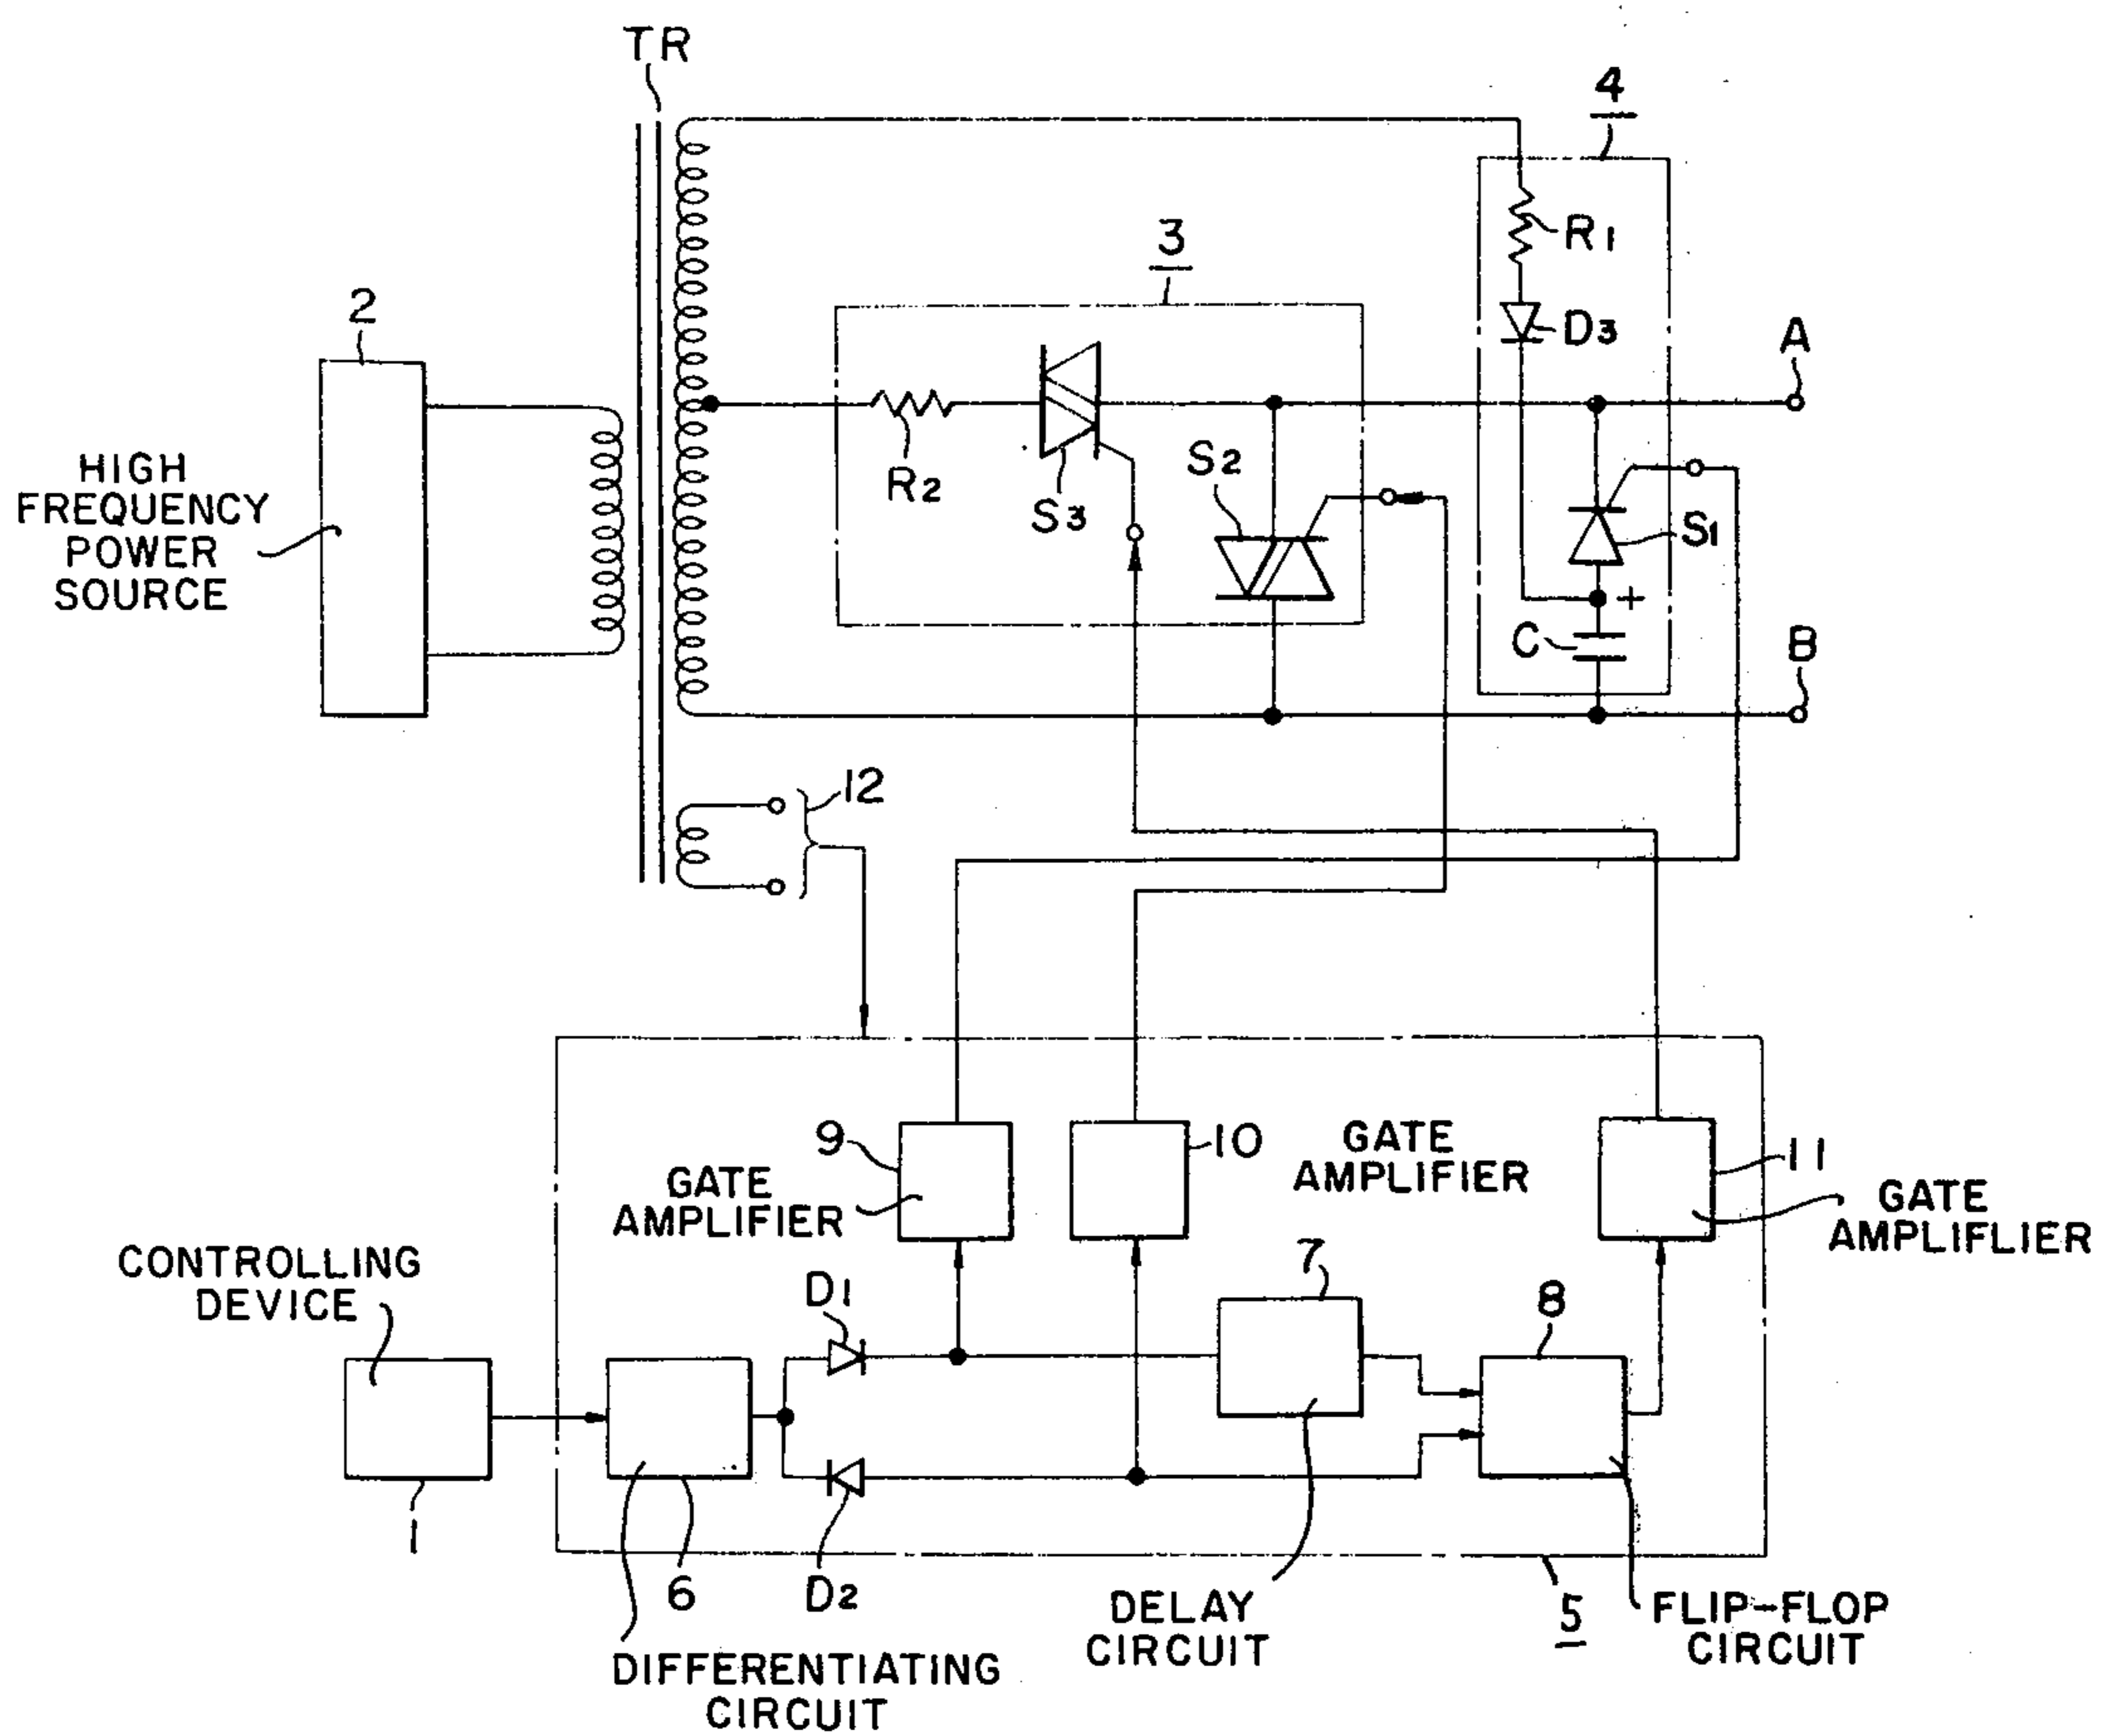 TR
4
R1
3
2
D3
A
HIGH
FREQUENCY
POWER
SOURCE
R2
S3
S2
S1
+
C
B
12
9
GATE
AMPLIFIER
10
GATE
AMPLIFIER
11
GATE
AMPLIFLIER
CONTROLLING
DEVICE
D1
7
8
1
6
D2
DIFFERENTIATING
CIRCUIT
DELAY
CIRCUIT
5
FLIP-FLOP
CIRCUIT